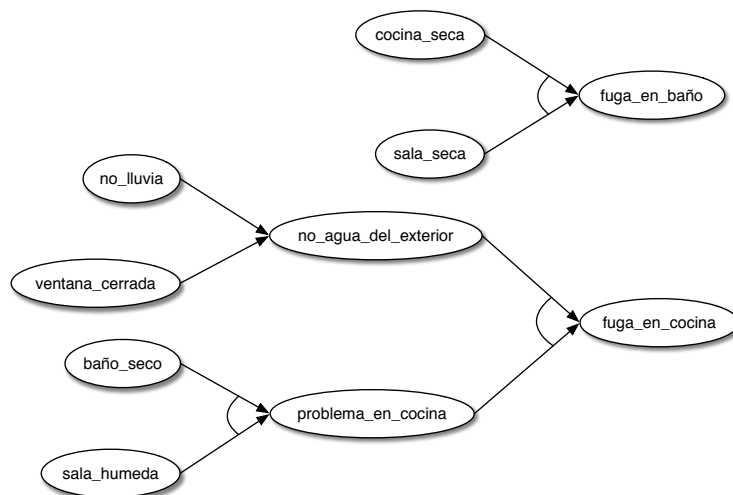 cocina_seca
fuga_en_baño
sala_seca
no_lluvia
no_agua_del_exterior
ventana_cerrada
fuga_en_cocina
baño_seco
problema_en_cocina
sala_humeda